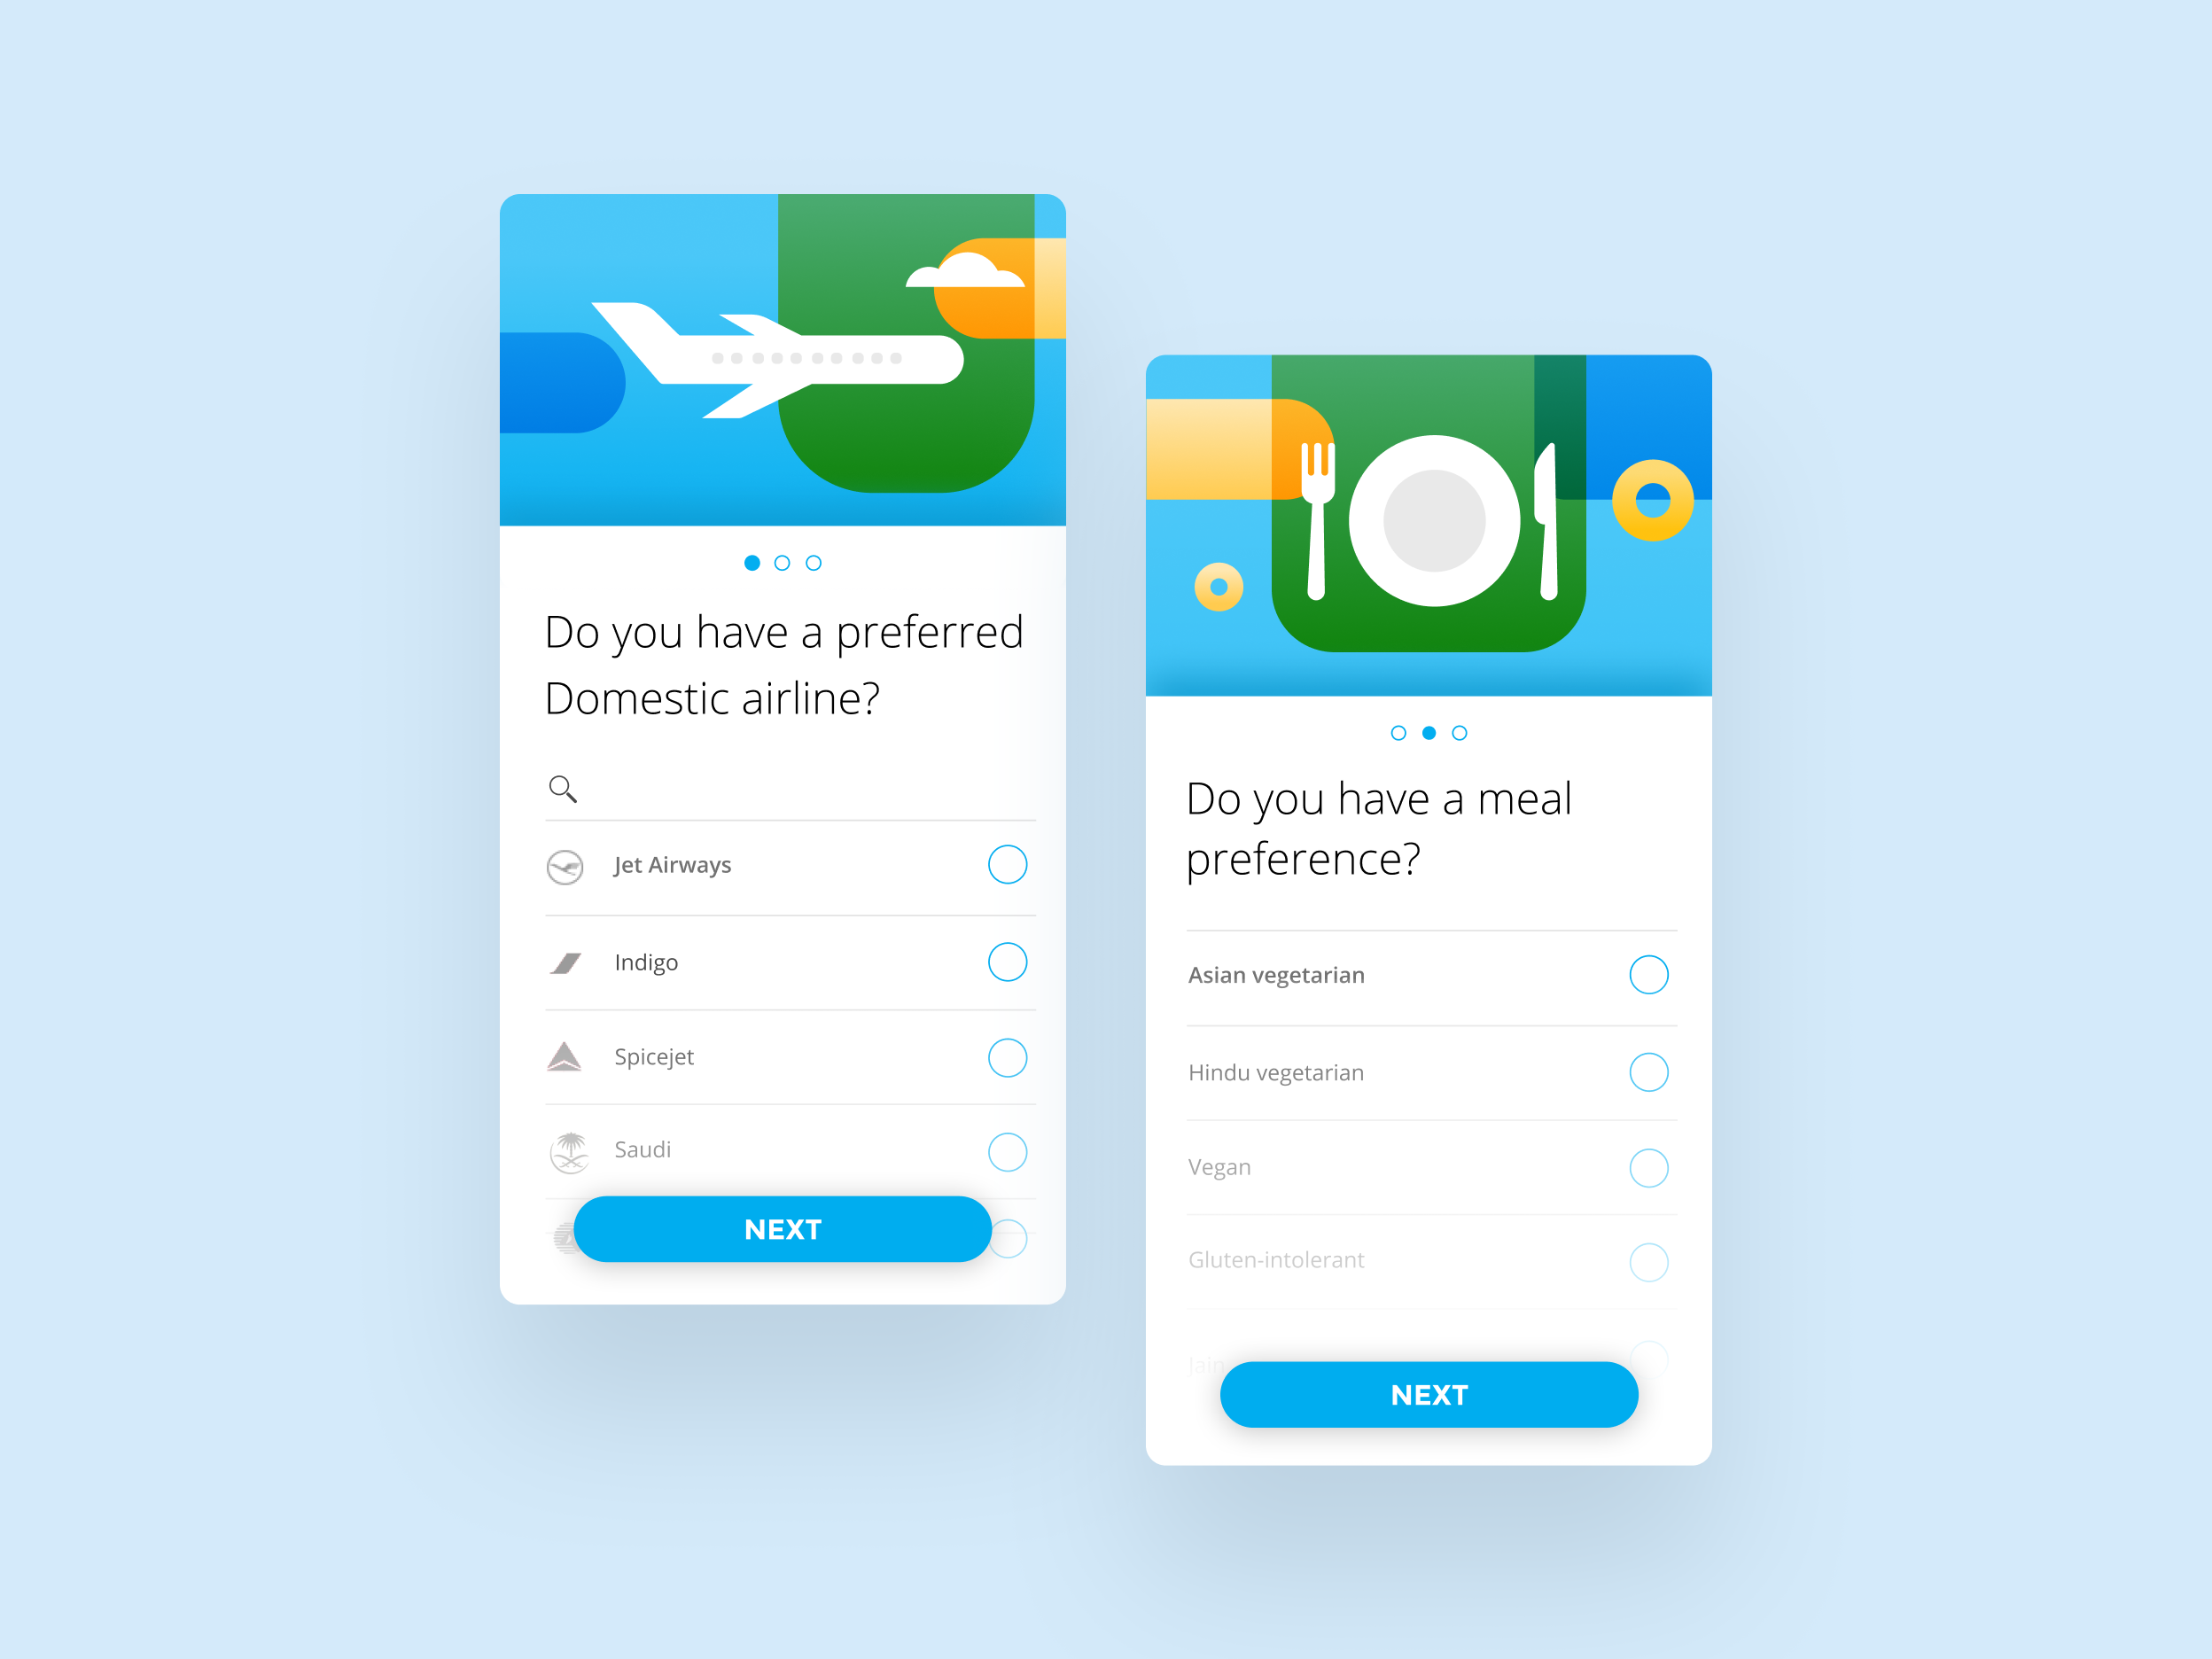 Do you have a preferred
Domestic airline?
Jet Airways
Indigo
Spicejet
Saudi
NEXT
Do you have a meal
preference?
Asian vegetarian
Hindu vegetarian
Vegan
Gluten-intolerant
Jain
NEXT